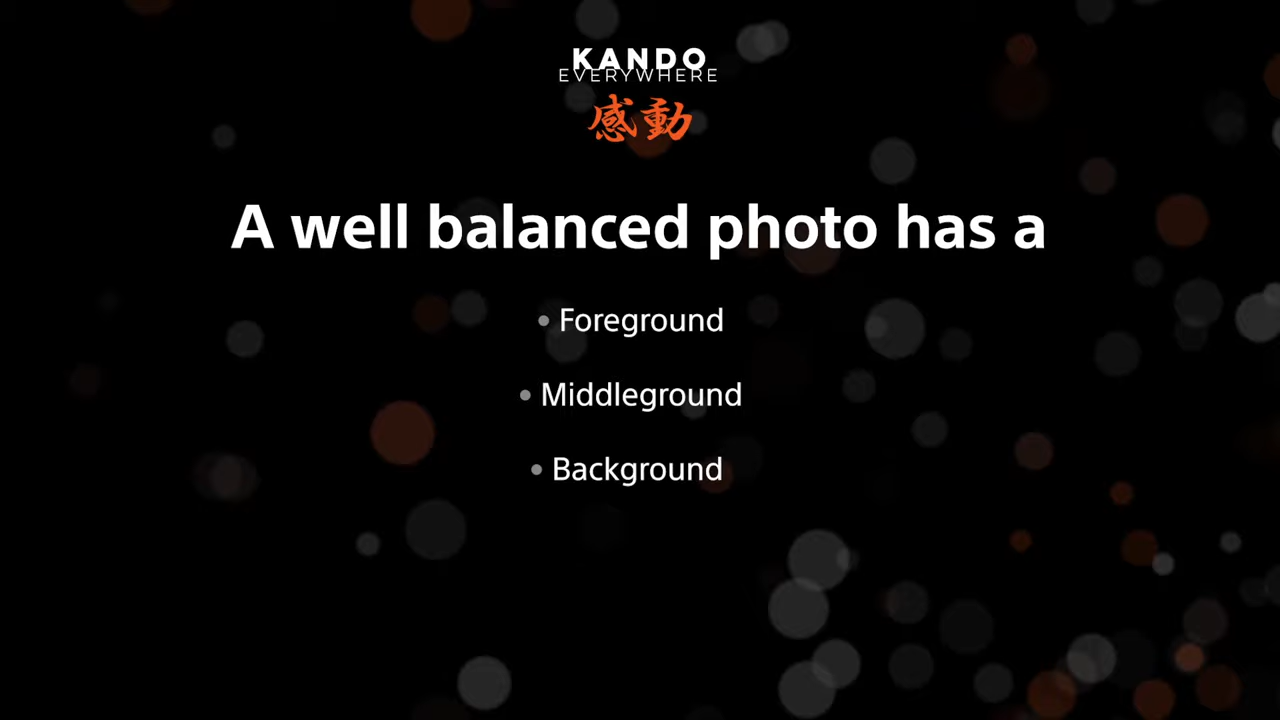 KANDO
EVERYWHERE
感動
A well balanced photo has a
• Foreground
• Middleground
• Background